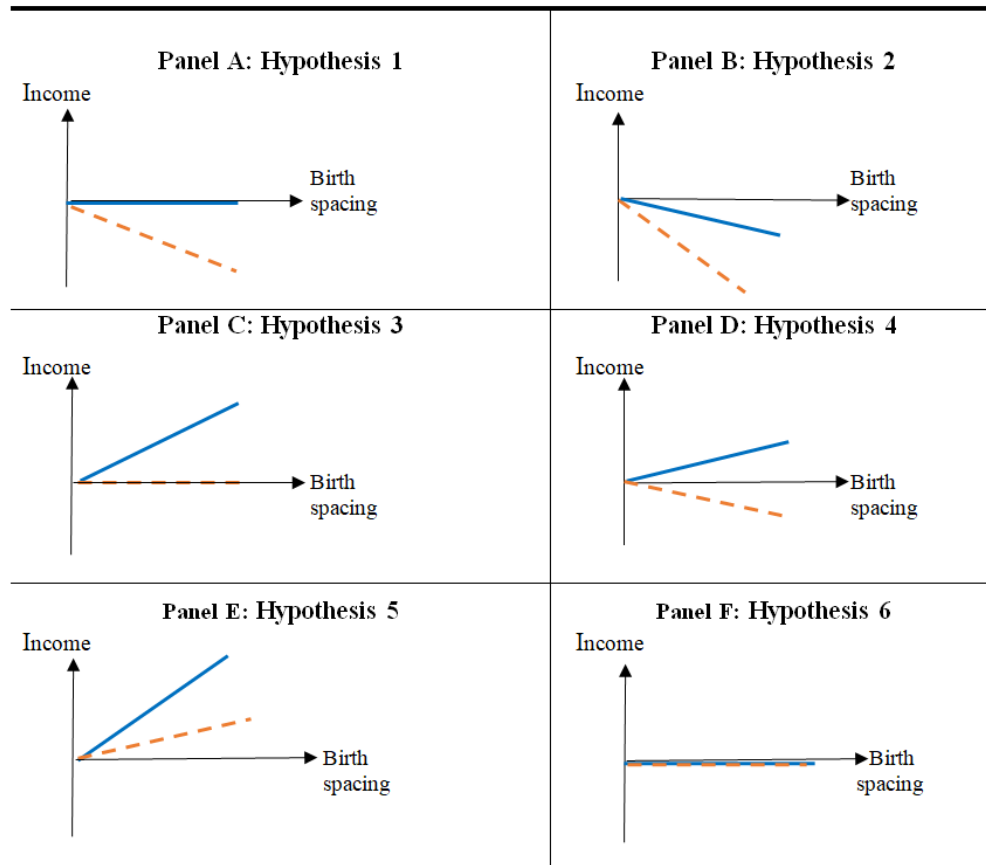 Panel A: Hypothesis 1
Income
Birth
spacing
Panel B: Hypothesis 2
Income
Birth
spacing
Panel C: Hypothesis 3
Income
Birth
spacing
Panel D: Hypothesis 4
Income
Birth
spacing
Panel E: Hypothesis 5
Income
Birth
spacing
Panel F: Hypothesis 6
Income
Birth
spacing